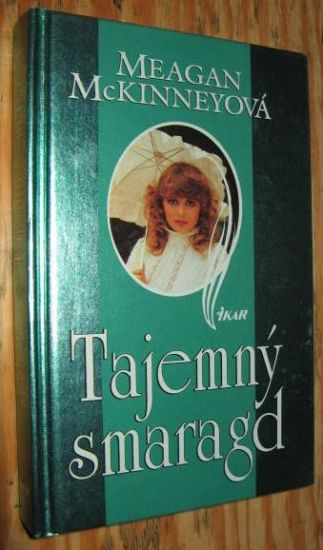 MEAGAN
MCKINNEYOVÁ
IKAR
Tajemný
smaragd